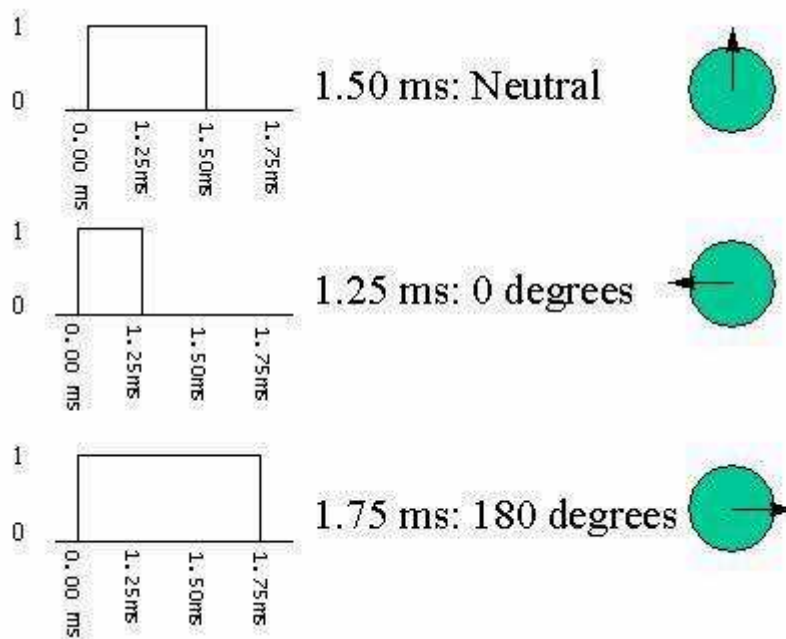 1
0
1.50 ms: Neutral
0.00 ms
1.25ms
1.50ms
1.75ms
1
0
1.25 ms: 0 degrees
0.00 ms
1.25ms
1.50ms
1.75ms
1
0
1.75 ms: 180 degrees
0.00 ms
1.25ms
1.50ms
1.75ms